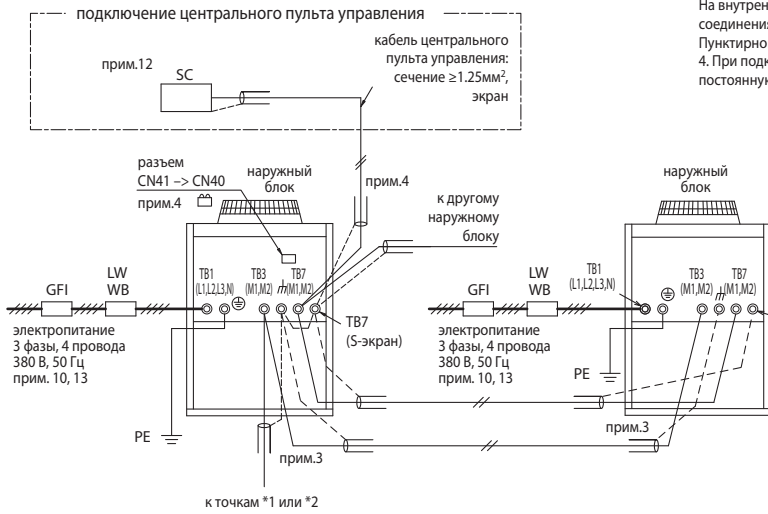 подключение центрального пульта управления
прим.12
SC
кабель центрального
пульта управления:
сечение ≥1.25мм²,
экран
На внутрен
соединения
Пунктирно
4. При подк
постоянную
разъем
CN41 –> CN40
прим.4
наружный
блок
прим.4
к другому
наружному
блоку
наружный
блок
GFI
LW
WB
TB1
(L1,L2,L3,N)
TB3
(M1,M2)
TB7
(M1,M2)
TB7
(S-экран)
электропитание
3 фазы, 4 провода
380 В, 50 Гц
прим. 10, 13
PE
GFI
LW
WB
TB1
(L1,L2,L3,N)
TB3
(M1,M2)
TB7
(M1,M2)
электропитание
3 фазы, 4 провода
380 В, 50 Гц
прим. 10, 13
PE
прим.3
прим.3
к точкам *1 или *2